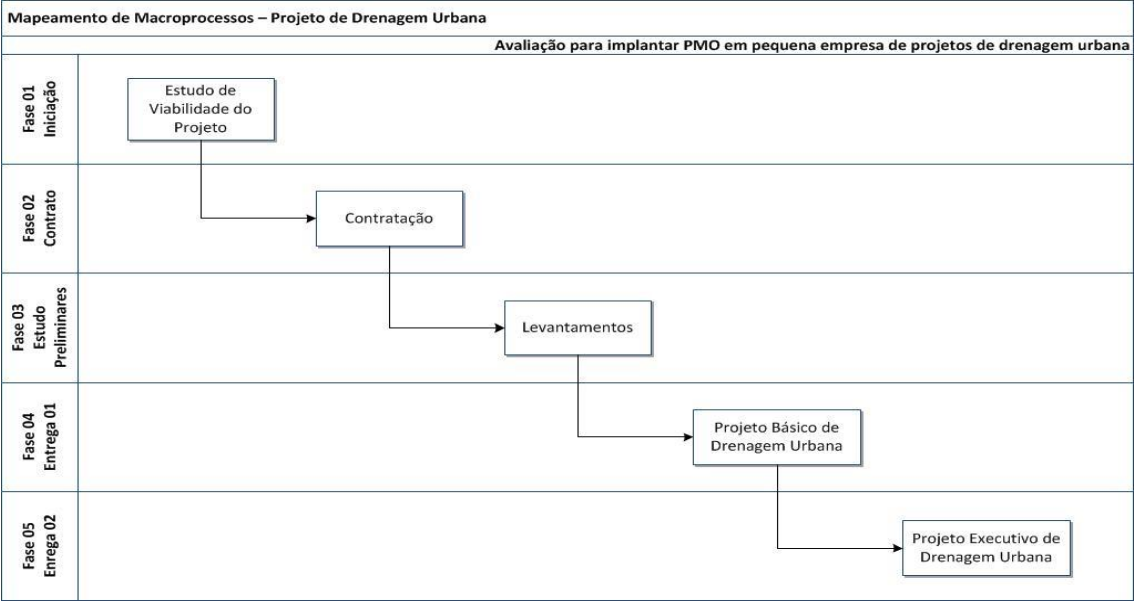 Mapeamento de Macroprocessos – Projeto de Drenagem Urbana
Avaliação para implantar PMO em pequena empresa de projetos de drenagem urbana
Fase 01
Iniciação
Estudo de
Viabilidade do
Projeto
Fase 02
Contrato
Contratação
Fase 03
Estudo
Preliminares
Levantamentos
Fase 04
Entrega 01
Projeto Básico de
Drenagem Urbana
Fase 05
Enrega 02
Projeto Executivo de
Drenagem Urbana